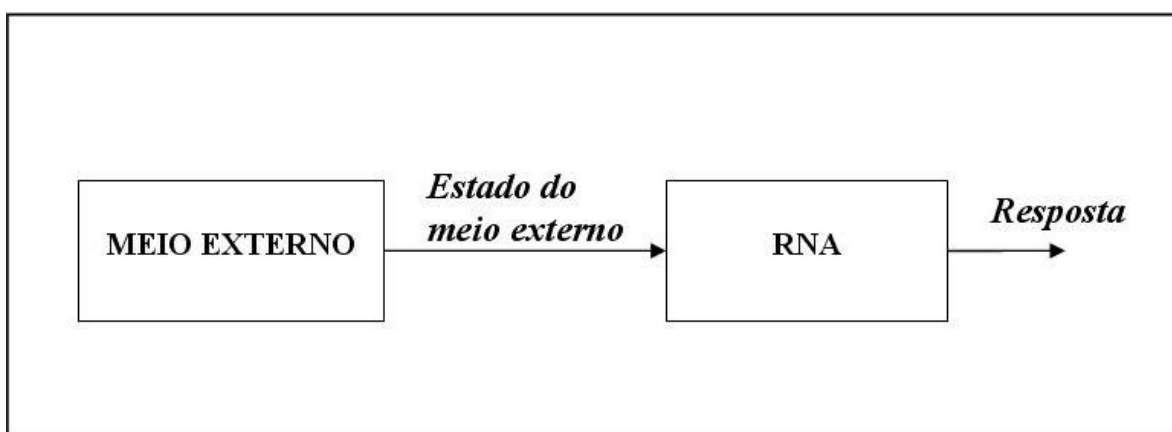 MEIO EXTERNO
Estado do
meio externo
RNA
Resposta